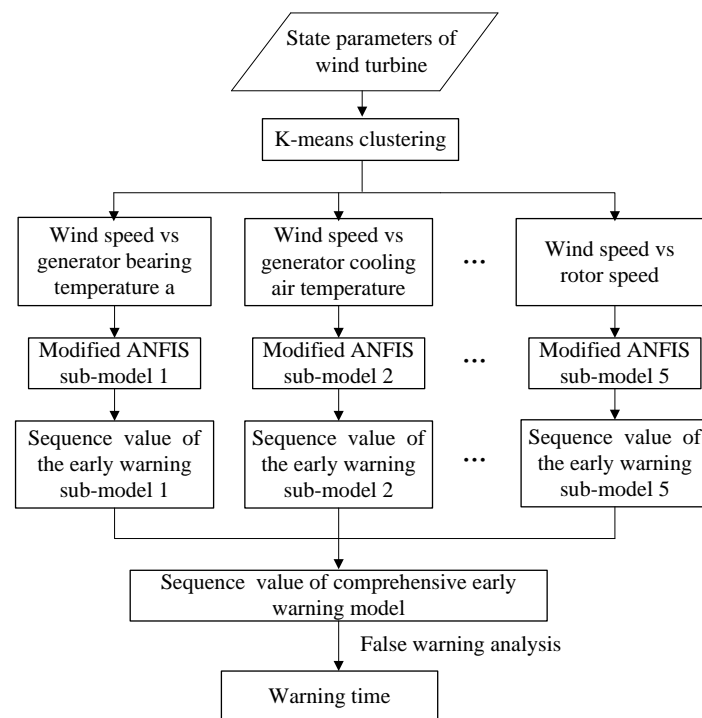 State parameters of
wind turbine
K-means clustering
Wind speed vs
generator bearing
temperature a
Wind speed vs
generator cooling
air temperature
...
Wind speed vs
rotor speed
Modified ANFIS
sub-model 1
Modified ANFIS
sub-model 2
...
Modified ANFIS
sub-model 5
Sequence value of
the early warning
sub-model 1
Sequence value of
the early warning
sub-model 2
...
Sequence value of
the early warning
sub-model 5
Sequence value of comprehensive early
warning model
False warning analysis
Warning time